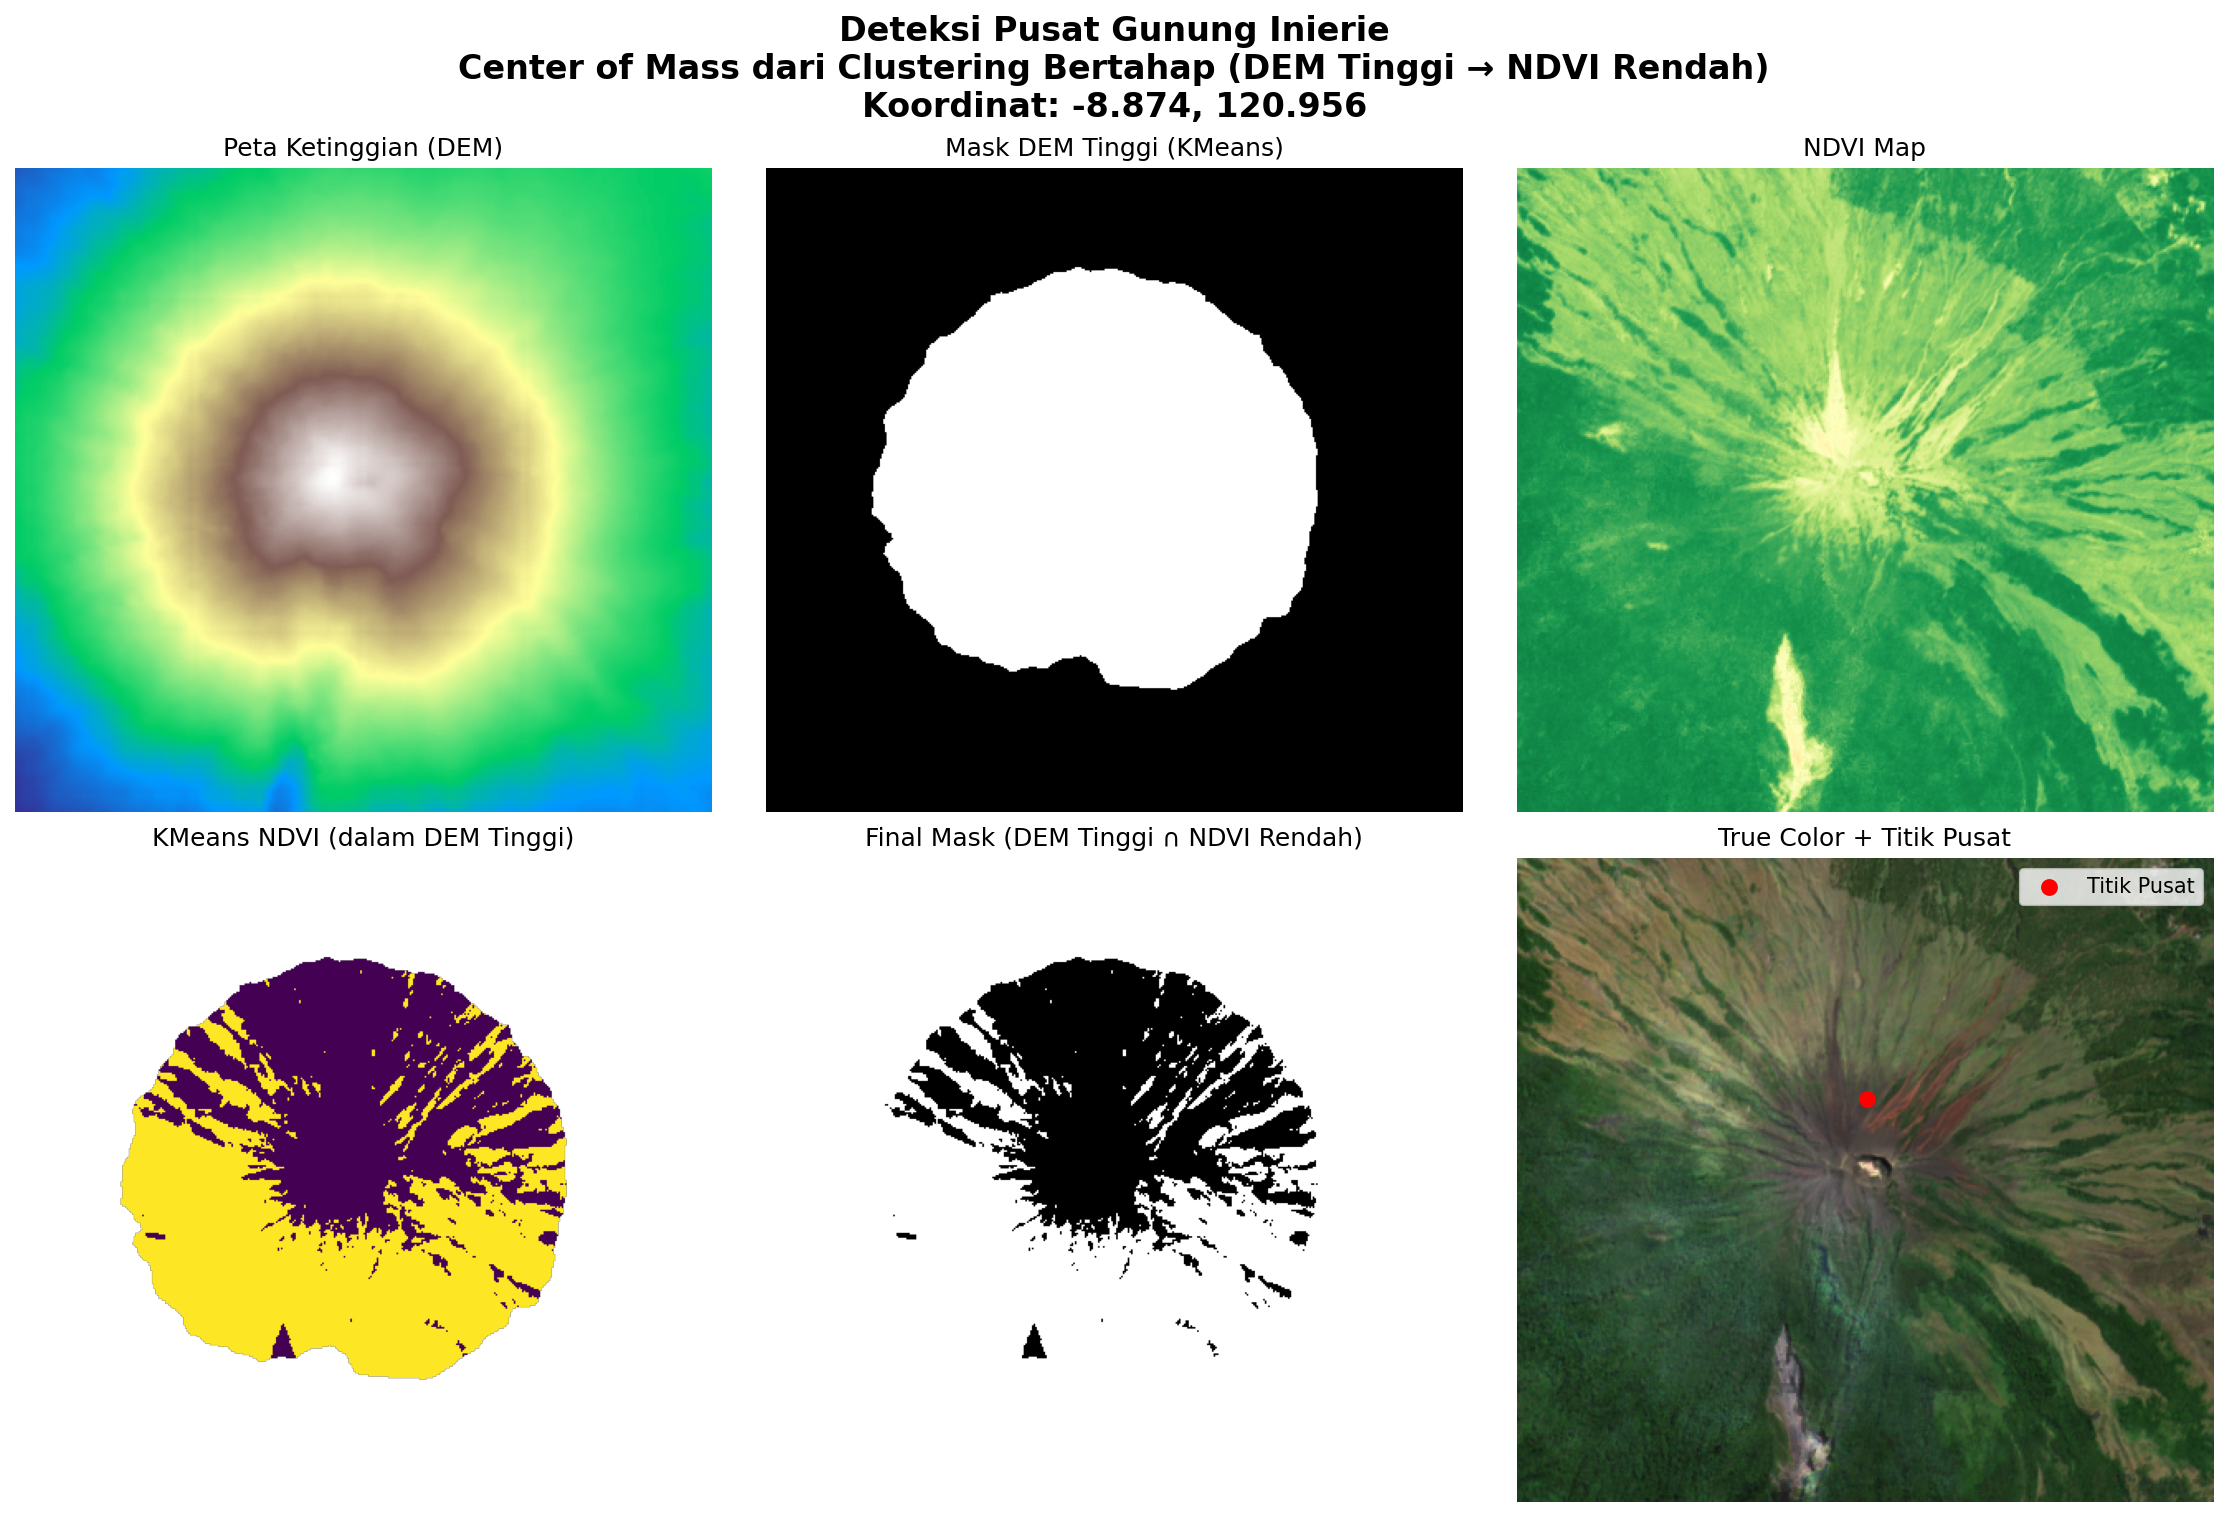 Deteksi Pusat Gunung Inierie
Center of Mass dari Clustering Bertahap (DEM Tinggi → NDVI Rendah)
Koordinat: -8.874, 120.956
Peta Ketinggian (DEM)
Mask DEM Tinggi (KMeans)
NDVI Map
KMeans NDVI (dalam DEM Tinggi)
Final Mask (DEM Tinggi ∩ NDVI Rendah)
True Color + Titik Pusat
Titik Pusat